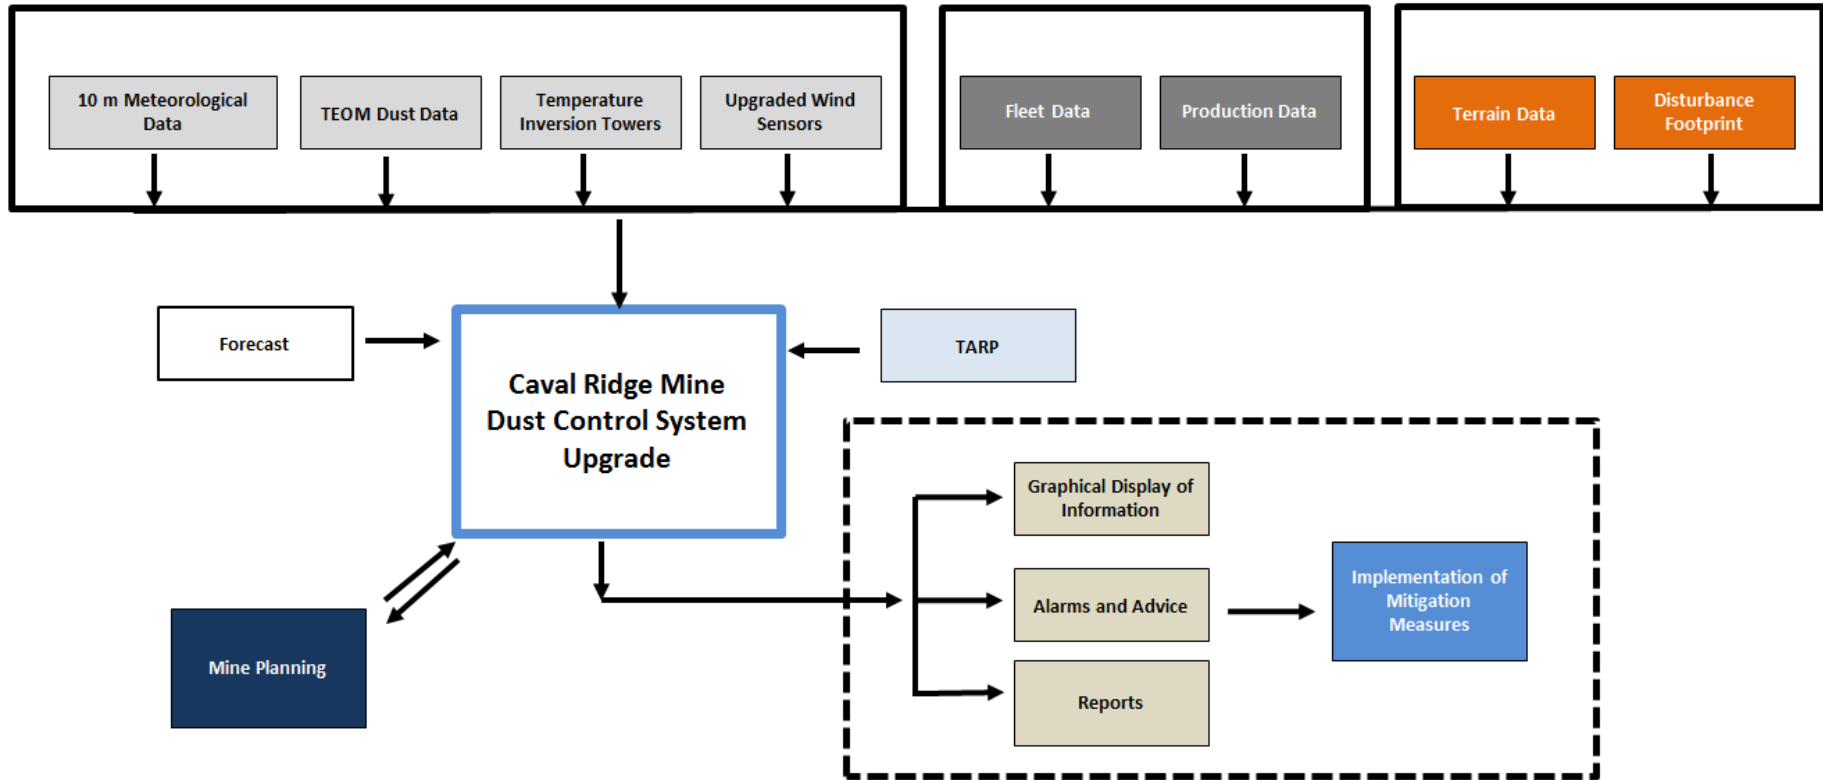 10 m Meteorological
Data
TEOM Dust Data
Temperature
Inversion Towers
Upgraded Wind
Sensors
Fleet Data
Production Data
Terrain Data
Disturbance
Footprint
Forecast
Caval Ridge Mine
Dust Control System
Upgrade
TARP
Graphical Display of
Information
Alarms and Advice
Implementation of
Mitigation
Measures
Mine Planning
Reports